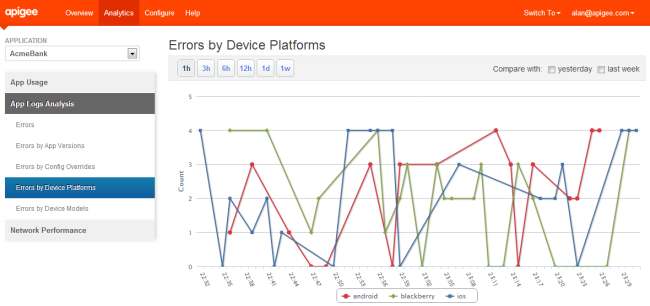 apigee Overview Analytics Configure Help Switch To alan@apigee.com
APPLICATION
AcmeBank
App Usage
App Logs Analysis
Errors
Errors by App Versions
Errors by Config Overrides
Errors by Device Platforms
Errors by Device Models
Network Performance
Errors by Device Platforms
1h 3h 6h 12h 1d 1w
Compare with: yesterday last week
5
4
3
2
1
0
Count
22:32 22:35 22:38 22:41 22:44 22:47 22:50 22:53 22:56 22:59 23:02 23:05 23:08 23:11 23:14 23:17 23:20 23:23 23:26 23:29
android blackberry ios